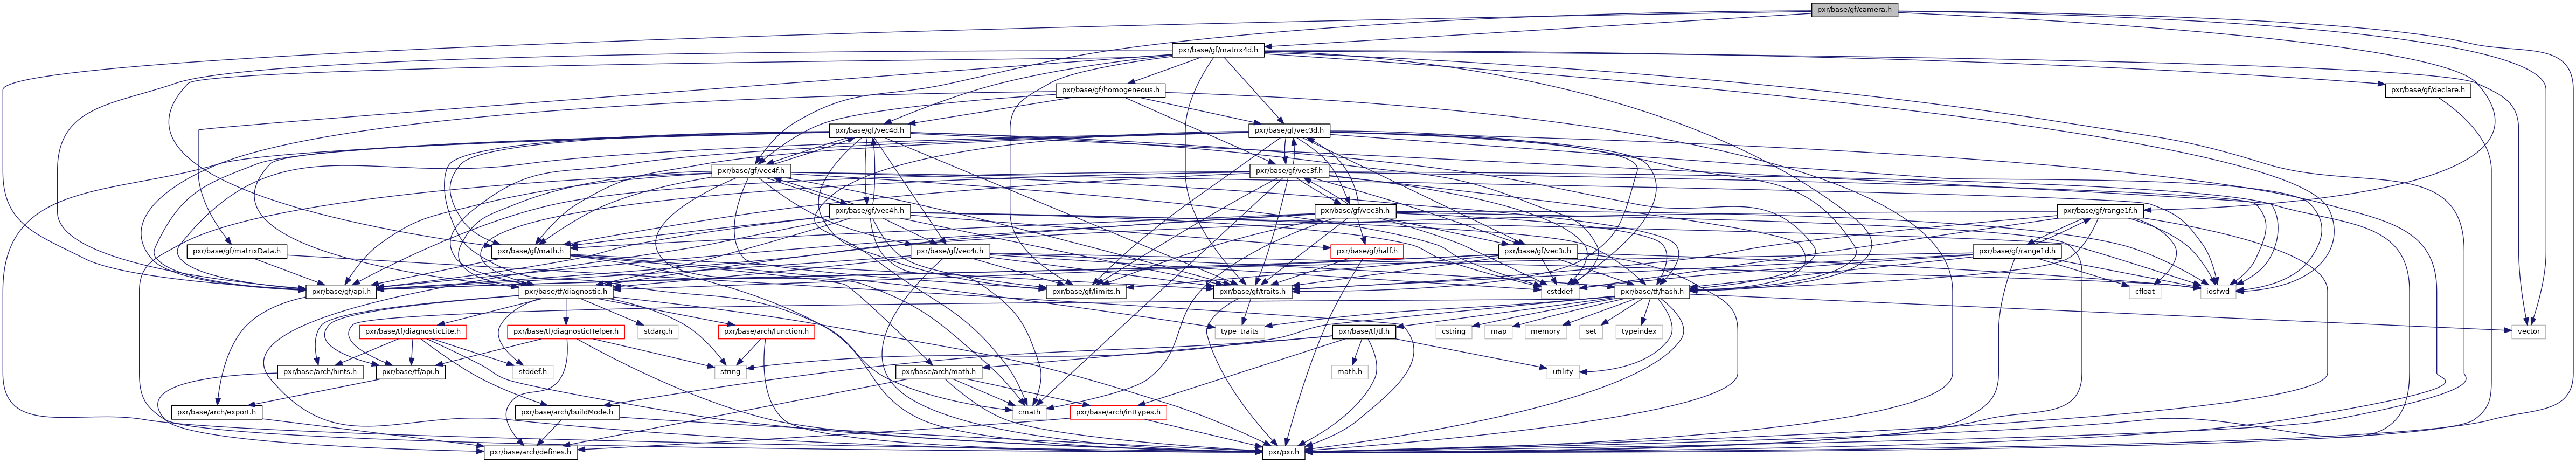 pxr/base/gf/camera.h
pxr/base/gf/matrix4d.h
pxr/base/gf/homogeneous.h
pxr/base/gf/declare.h
pxr/base/gf/vec4d.h
pxr/base/gf/vec3d.h
pxr/base/gf/vec4f.h
pxr/base/gf/vec3f.h
pxr/base/gf/vec4h.h
pxr/base/gf/vec3h.h
pxr/base/gf/range1f.h
pxr/base/gf/matrixData.h
pxr/base/gf/math.h
pxr/base/gf/vec4i.h
pxr/base/gf/half.h
pxr/base/gf/vec3i.h
pxr/base/gf/range1d.h
pxr/base/gf/api.h
pxr/base/tf/diagnostic.h
pxr/base/gf/limits.h
pxr/base/gf/traits.h
cstddef
pxr/base/tf/hash.h
cfloat
iosfwd
pxr/base/tf/diagnosticLite.h
pxr/base/tf/diagnosticHelper.h
stdarg.h
pxr/base/arch/function.h
type_traits
pxr/base/tf/tf.h
cstring
map
memory
set
typeindex
vector
pxr/base/arch/hints.h
pxr/base/tf/api.h
stddef.h
string
pxr/base/arch/math.h
math.h
utility
pxr/base/arch/export.h
pxr/base/arch/buildMode.h
cmath
pxr/base/arch/inttypes.h
pxr/base/arch/defines.h
pxr/pxr.h